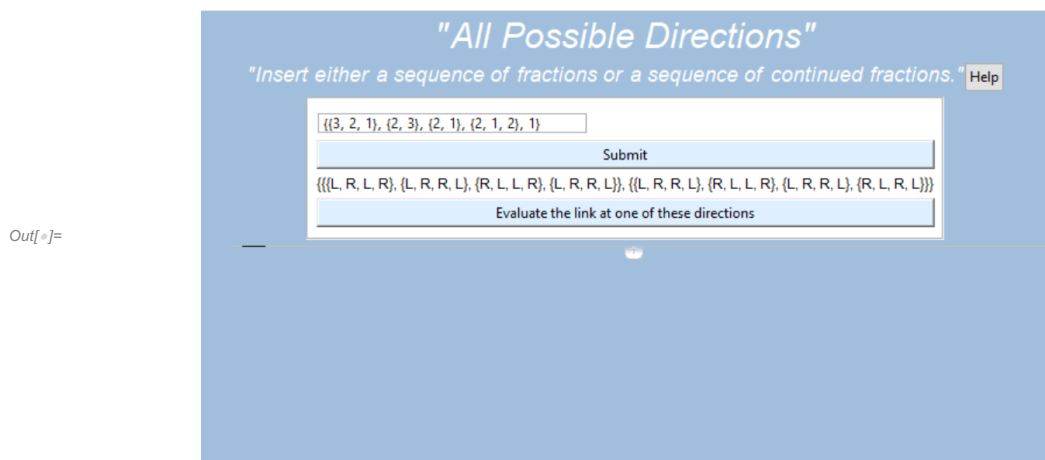 "All Possible Directions"
"Insert either a sequence of fractions or a sequence of continued fractions." Help
{{3, 2, 1}, {2, 3}, {2, 1}, {2, 1, 2}, 1}
Submit
{{{L, R, L, R}, {L, R, R, L}, {R, L, L, R}, {L, R, R, L}}, {{L, R, R, L}, {R, L, L, R}, {L, R, R, L}, {R, L, R, L}}}
Evaluate the link at one of these directions
Out[•]=